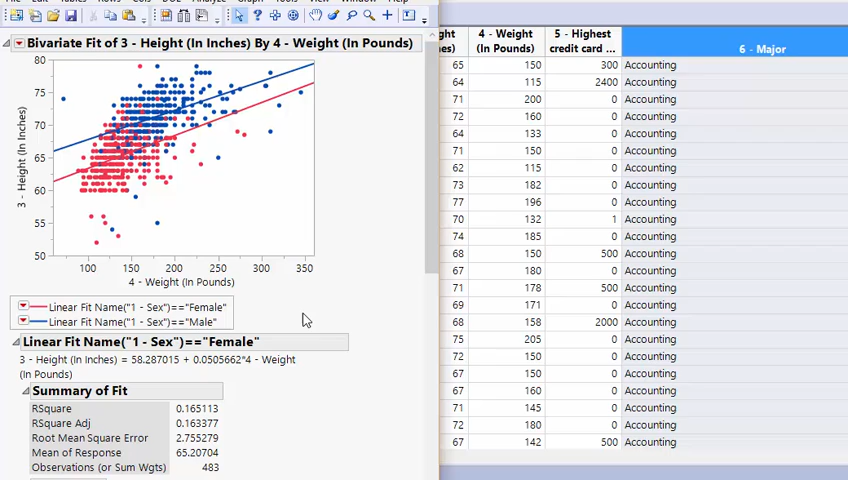 Bivariate Fit of 3 - Height (In Inches) By 4 - Weight (In Pounds)
80
75
70
65
60
55
50
3 - Height (In Inches)
100 150 200 250 300 350
4 - Weight (In Pounds)
Linear Fit Name("1 - Sex")=="Female"
Linear Fit Name("1 - Sex")=="Male"
Linear Fit Name("1 - Sex")=="Female"
3 - Height (In Inches) = 58.287015 + 0.0505662*4 - Weight
(In Pounds)
Summary of Fit
RSquare 0.165113
RSquare Adj 0.163377
Root Mean Square Error 2.755279
Mean of Response 65.20704
Observations (or Sum Wgts) 483
4 - Weight 5 - Highest
(In Pounds) credit card ... 6 - Major
65 150 300 Accounting
64 115 2400 Accounting
71 200 0 Accounting
72 160 0 Accounting
64 133 0 Accounting
71 150 0 Accounting
62 115 0 Accounting
73 182 0 Accounting
77 196 0 Accounting
70 132 1 Accounting
74 185 0 Accounting
68 150 500 Accounting
67 180 0 Accounting
71 178 500 Accounting
69 171 0 Accounting
68 158 2000 Accounting
75 205 0 Accounting
72 150 0 Accounting
67 150 0 Accounting
67 160 0 Accounting
71 145 0 Accounting
72 180 0 Accounting
67 142 500 Accounting